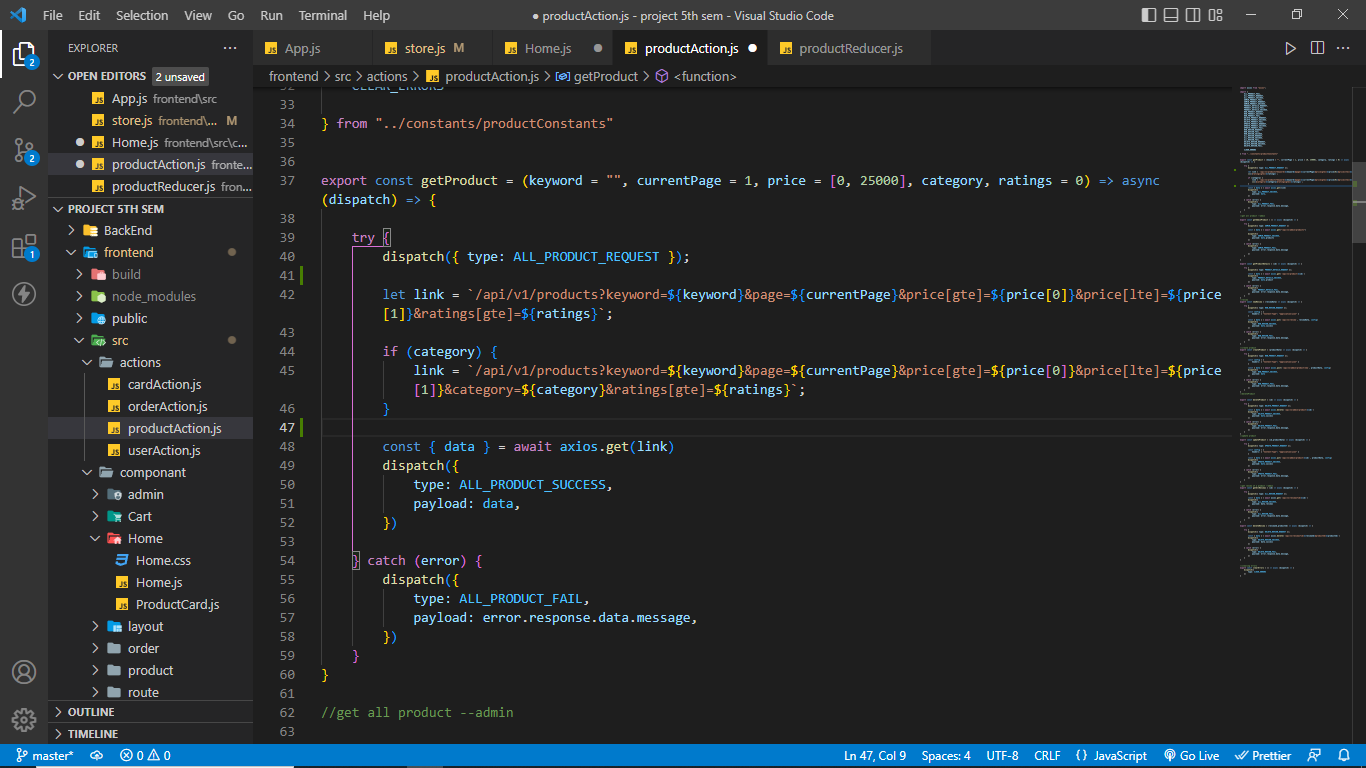 File Edit Selection View Go Run Terminal Help
● productAction.js - project 5th sem - Visual Studio Code
EXPLORER
OPEN EDITORS 2 unsaved
App.js frontend\src
store.js frontend\... M
Home.js frontend\src\c...
productAction.js fronte...
productReducer.js fron...
PROJECT 5TH SEM
BackEnd
frontend
build
node_modules
public
src
actions
cardAction.js
orderAction.js
productAction.js
userAction.js
componant
admin
Cart
Home
Home.css
Home.js
ProductCard.js
layout
order
product
route
OUTLINE
TIMELINE
2
2
1
App.js store.js M Home.js productAction.js productReducer.js
frontend > src > actions > productAction.js > getProduct > <function>
32 CLEAR_ERRORS
33
34 } from "../constants/productConstants"
35
36
37 export const getProduct = (keyword = "", currentPage = 1, price = [0, 25000], category, ratings = 0) => async
(dispatch) => {
38
39 try {
40 dispatch({ type: ALL_PRODUCT_REQUEST });
41
42 let link = `/api/v1/products?keyword=${keyword}&page=${currentPage}&price[gte]=${price[0]}&price[lte]=${price
[1]}&ratings[gte]=${ratings}`;
43
44 if (category) {
45 link = `/api/v1/products?keyword=${keyword}&page=${currentPage}&price[gte]=${price[0]}&price[lte]=${price
[1]}&category=${category}&ratings[gte]=${ratings}`;
46 }
47
48 const { data } = await axios.get(link)
49 dispatch({
50 type: ALL_PRODUCT_SUCCESS,
51 payload: data,
52 })
53
54 } catch (error) {
55 dispatch({
56 type: ALL_PRODUCT_FAIL,
57 payload: error.response.data.message,
58 })
59 }
60 }
61
62 //get all product --admin
63
master* 0 0 Ln 47, Col 9 Spaces: 4 UTF-8 CRLF {} JavaScript Go Live Prettier